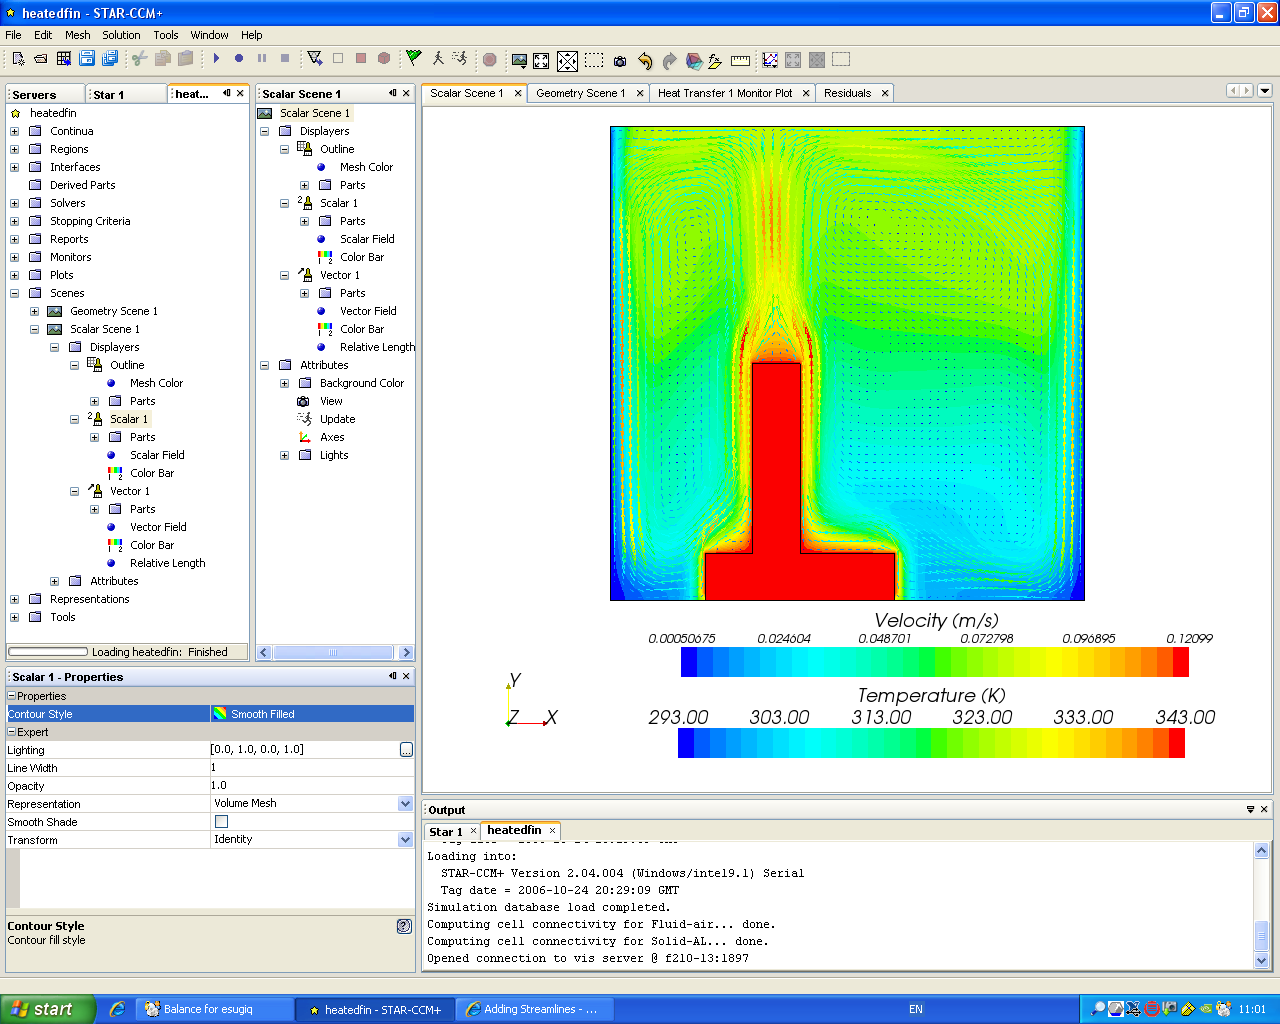 heatedfin - STAR-CCM+
File Edit Mesh Solution Tools Window Help
Servers Star 1 heat...
heatedfin
Continua
Regions
Interfaces
Derived Parts
Solvers
Stopping Criteria
Reports
Monitors
Plots
Scenes
Geometry Scene 1
Scalar Scene 1
Displayers
Outline
Mesh Color
Parts
2 Scalar 1
Parts
Scalar Field
2 Color Bar
Vector 1
Parts
Vector Field
2 Color Bar
Relative Length
Attributes
Representations
Tools
Loading heatedfin: Finished
Scalar Scene 1
Scalar Scene 1
Displayers
Outline
Mesh Color
Parts
2 Scalar 1
Parts
Scalar Field
2 Color Bar
Vector 1
Parts
Vector Field
2 Color Bar
Relative Length
Attributes
Background Color
View
Update
Axes
Lights
Scalar 1 - Properties
Properties
Contour Style Smooth Filled
Expert
Lighting [0.0, 1.0, 0.0, 1.0] ...
Line Width 1
Opacity 1.0
Representation Volume Mesh
Smooth Shade
Transform Identity
Contour Style
Contour fill style
Scalar Scene 1 Geometry Scene 1 Heat Transfer 1 Monitor Plot Residuals
Velocity (m/s)
0.00050675 0.024604 0.048701 0.072798 0.096895 0.12099
Temperature (K)
293.00 303.00 313.00 323.00 333.00 343.00
Y
Z X
Output
Star 1 heatedfin
Loading into:
STAR-CCM+ Version 2.04.004 (Windows/intel9.1) Serial
Tag date = 2006-10-24 20:29:09 GMT
Simulation database load completed.
Computing cell connectivity for Fluid-air... done.
Computing cell connectivity for Solid-AL... done.
Opened connection to vis server @ f210-13:1897
start Balance for esugiq heatedfin - STAR-CCM+ Adding Streamlines - ... EN 11:01